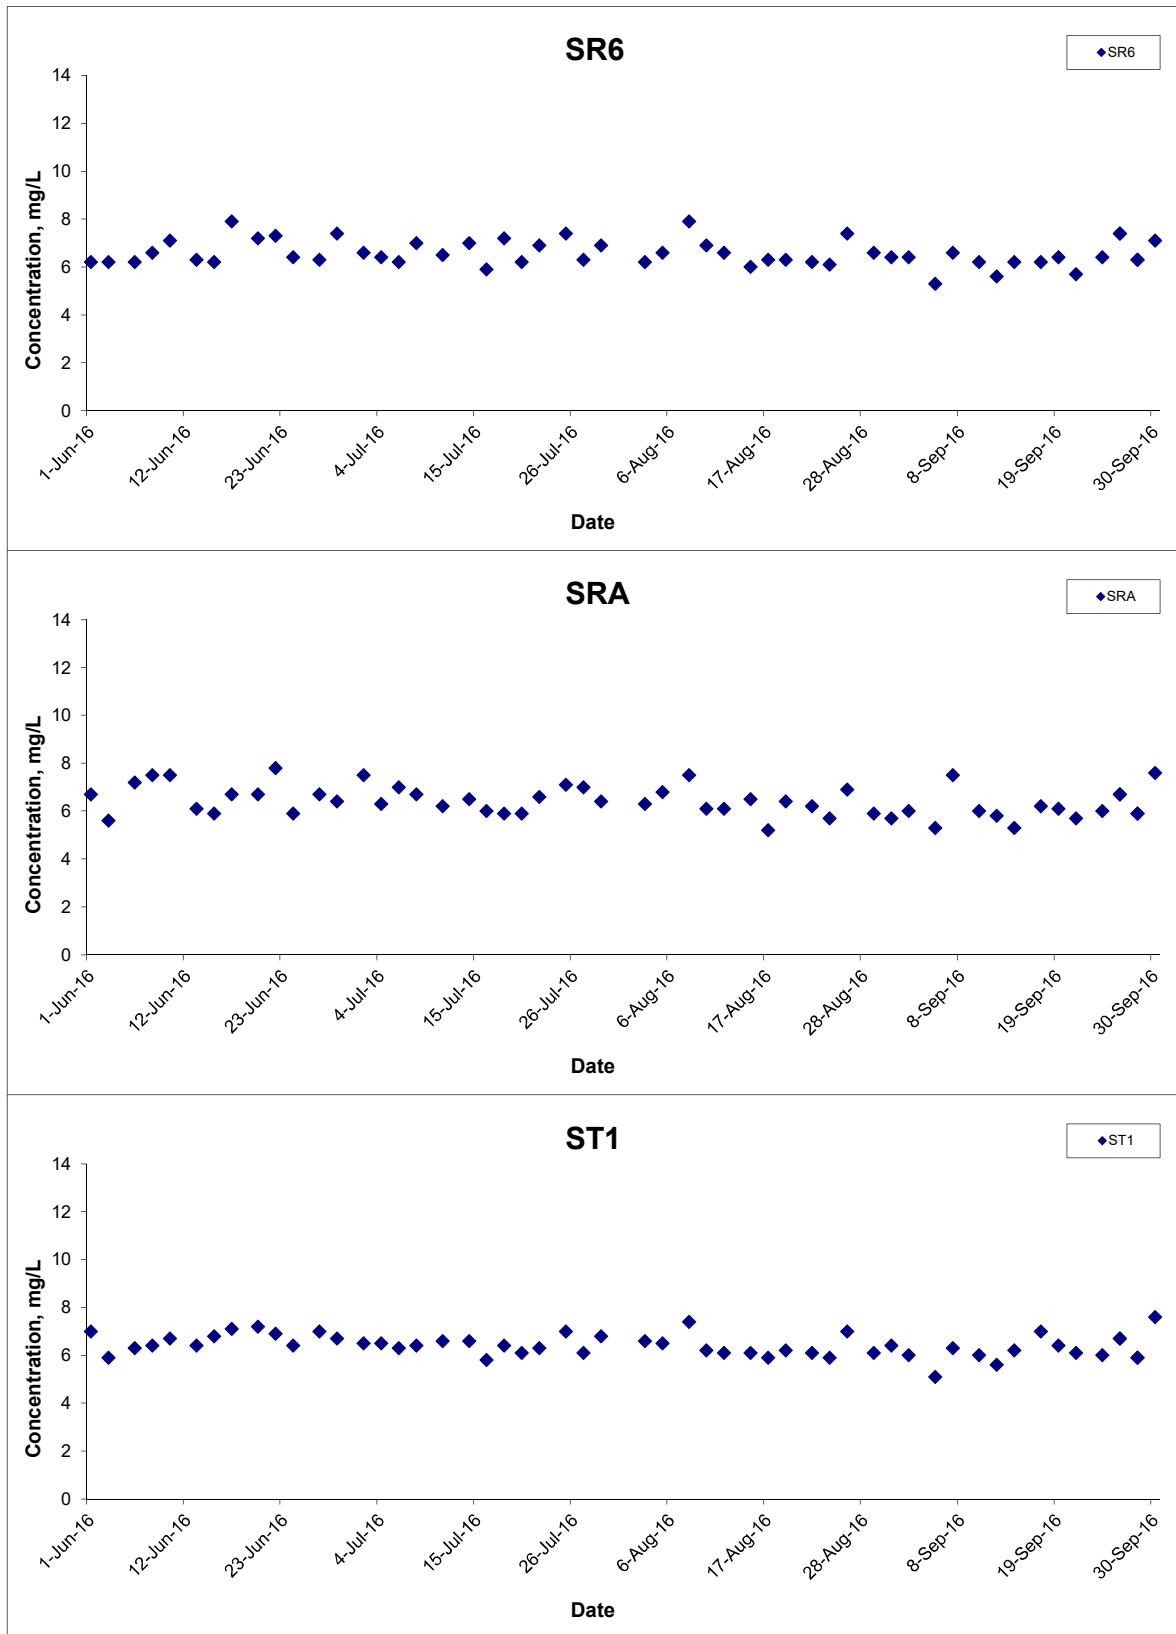 SR6
SR6
14
12
10
8
6
4
2
0
Concentration, mg/L
1-Jun-16
12-Jun-16
23-Jun-16
4-Jul-16
15-Jul-16
26-Jul-16
6-Aug-16
17-Aug-16
28-Aug-16
8-Sep-16
19-Sep-16
30-Sep-16
Date
SRA
SRA
14
12
10
8
6
4
2
0
Concentration, mg/L
1-Jun-16
12-Jun-16
23-Jun-16
4-Jul-16
15-Jul-16
26-Jul-16
6-Aug-16
17-Aug-16
28-Aug-16
8-Sep-16
19-Sep-16
30-Sep-16
Date
ST1
ST1
14
12
10
8
6
4
2
0
Concentration, mg/L
1-Jun-16
12-Jun-16
23-Jun-16
4-Jul-16
15-Jul-16
26-Jul-16
6-Aug-16
17-Aug-16
28-Aug-16
8-Sep-16
19-Sep-16
30-Sep-16
Date